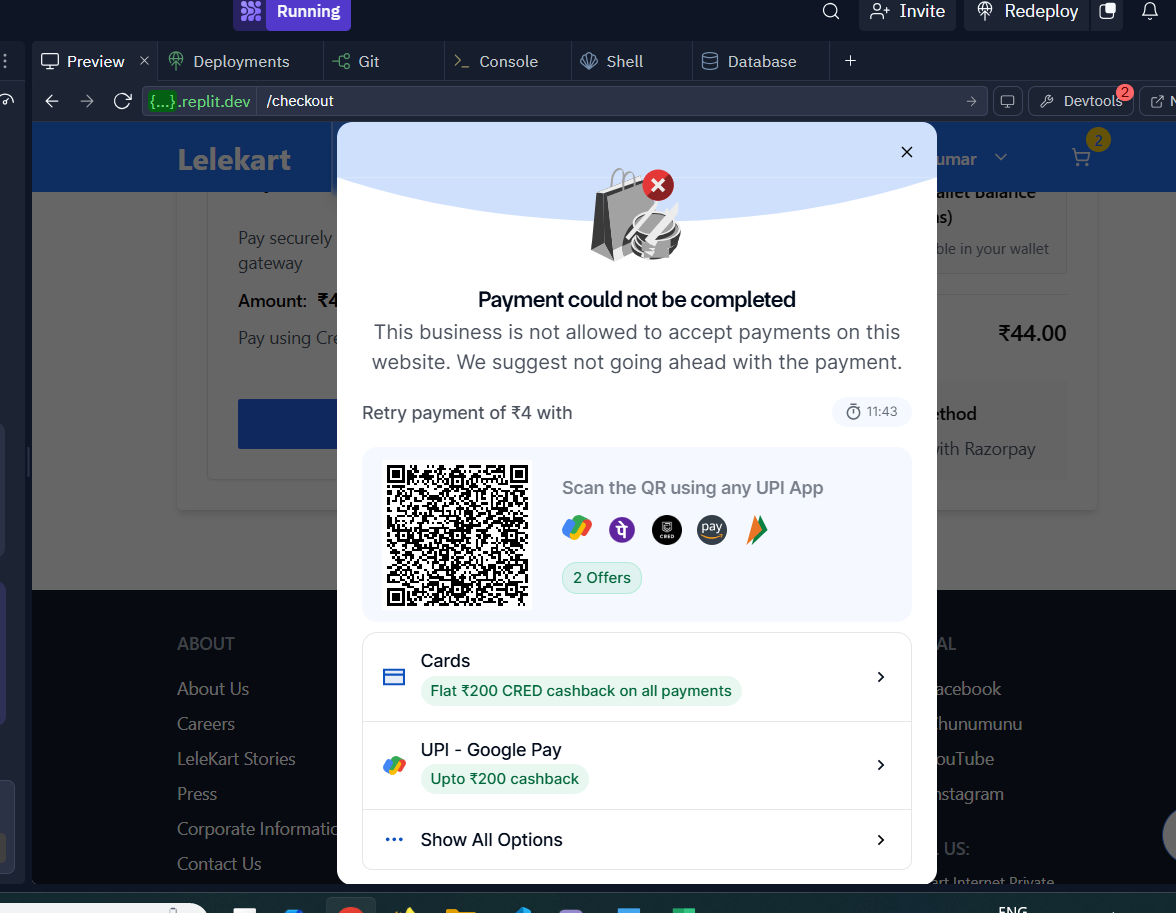 Running
Invite
Redeploy
Preview
Deployments
Git
Console
Shell
Database
{...}.replit.dev
/checkout
Devtools
2
N
Lelekart
umar
2
Pay securely
gateway
Amount: ₹4
Pay using Cre
allet Balance
s)
ble in your wallet
₹44.00
ethod
with Razorpay
Payment could not be completed
This business is not allowed to accept payments on this
website. We suggest not going ahead with the payment.
Retry payment of ₹4 with
11:43
Scan the QR using any UPI App
CRED
pay
2 Offers
Cards
Flat ₹200 CRED cashback on all payments
UPI - Google Pay
Upto ₹200 cashback
Show All Options
ABOUT
About Us
Careers
LeleKart Stories
Press
Corporate Informatio
Contact Us
AL
acebook
hunumunu
ouTube
nstagram
US:
art Internet Private
ENG